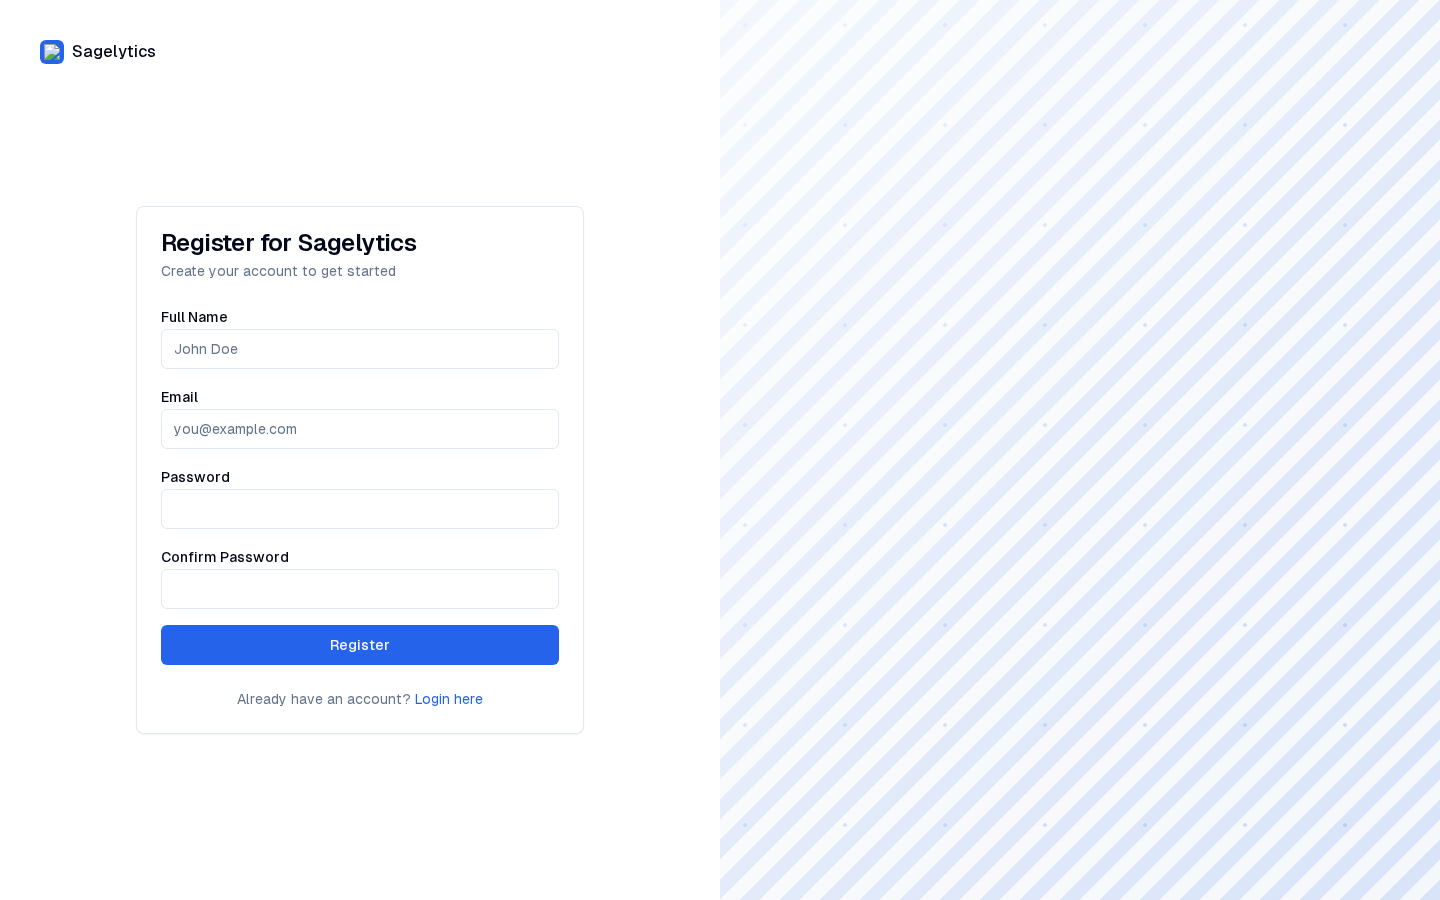 Sagelytics
Register for Sagelytics
Create your account to get started
Full Name
John Doe
Email
you@example.com
Password
Confirm Password
Register
Already have an account? Login here